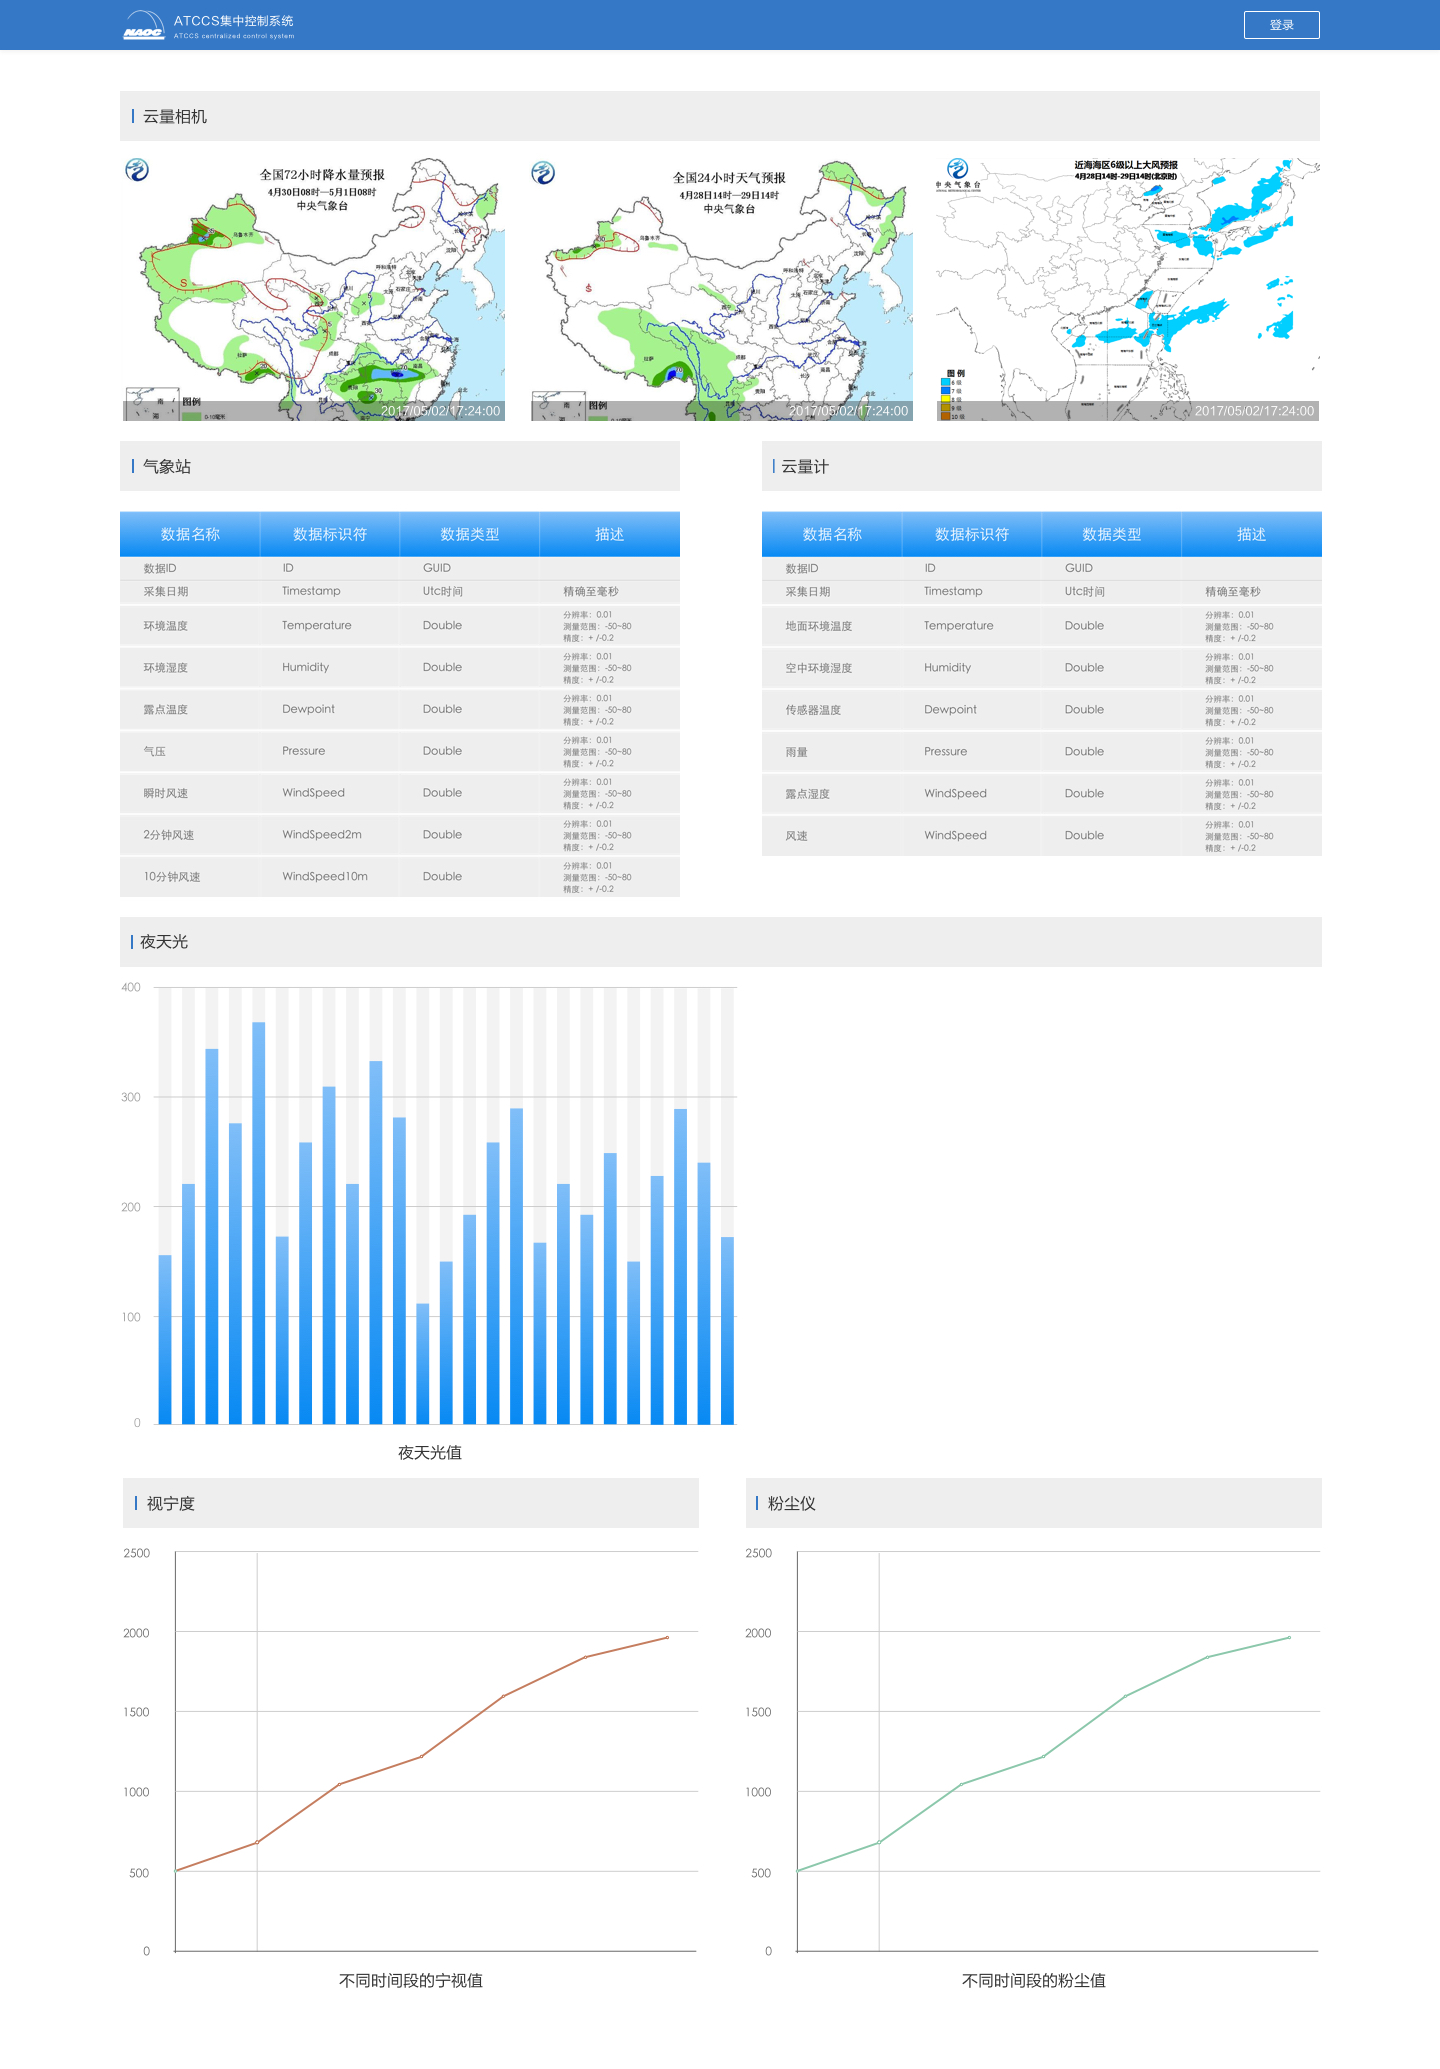 NAOC
ATCCS集中控制系统
ATCCS centralized control system
登录
云量相机
全国72小时降水量预报
4月30日08时—5月1日08时
中央气象台
2017/05/02/17:24:00
全国24小时天气预报
4月28日14时—29日14时
中央气象台
2017/05/02/17:24:00
中央气象台
近海海区6级以上大风预报
4月28日14时-29日14时(北京时)
图例
6 级
7 级
8 级
9 级
10 级
2017/05/02/17:24:00
气象站
数据名称 数据标识符 数据类型 描述
数据ID ID GUID
采集日期 Timestamp Utc时间 精确至毫秒
环境温度 Temperature Double 分辨率：0.01
测量范围：-50~80
精度：+ /-0.2
环境湿度 Humidity Double 分辨率：0.01
测量范围：-50~80
精度：+ /-0.2
露点温度 Dewpoint Double 分辨率：0.01
测量范围：-50~80
精度：+ /-0.2
气压 Pressure Double 分辨率：0.01
测量范围：-50~80
精度：+ /-0.2
瞬时风速 WindSpeed Double 分辨率：0.01
测量范围：-50~80
精度：+ /-0.2
2分钟风速 WindSpeed2m Double 分辨率：0.01
测量范围：-50~80
精度：+ /-0.2
10分钟风速 WindSpeed10m Double 分辨率：0.01
测量范围：-50~80
精度：+ /-0.2
云量计
数据名称 数据标识符 数据类型 描述
数据ID ID GUID
采集日期 Timestamp Utc时间 精确至毫秒
地面环境温度 Temperature Double 分辨率：0.01
测量范围：-50~80
精度：+ /-0.2
空中环境湿度 Humidity Double 分辨率：0.01
测量范围：-50~80
精度：+ /-0.2
传感器温度 Dewpoint Double 分辨率：0.01
测量范围：-50~80
精度：+ /-0.2
雨量 Pressure Double 分辨率：0.01
测量范围：-50~80
精度：+ /-0.2
露点湿度 WindSpeed Double 分辨率：0.01
测量范围：-50~80
精度：+ /-0.2
风速 WindSpeed Double 分辨率：0.01
测量范围：-50~80
精度：+ /-0.2
夜天光
400
300
200
100
0
夜天光值
视宁度
2500
2000
1500
1000
500
0
不同时间段的宁视值
粉尘仪
2500
2000
1500
1000
500
0
不同时间段的粉尘值